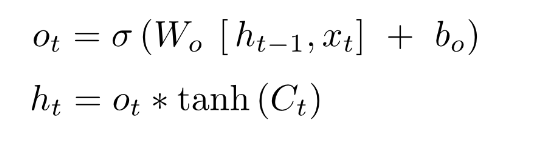 o_t = σ (W_o [ h_{t−1}, x_t] + b_o)
h_t = o_t * tanh (C_t)